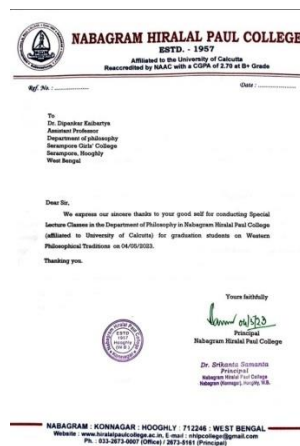 NABAGRAM HIRALAL PAUL COLLEGE
ESTD. - 1957
Affiliated to the University of Calcutta
Reaccredited by NAAC with a CGPA of 2.70 at B+ Grade
Ref. No. : ....................
Date : ....................
To
Dr. Dipankar Kaibartya
Assistant Professor
Department of philosophy
Serampore Girls' College
Serampore, Hooghly
West Bengal
Dear Sir,
We express our sincere thanks to your good self for conducting Special
Lecture Classes in the Department of Philosophy in Nabagram Hiralal Paul College
(affiliated to University of Calcutta) for graduation students on Western
Philosophical Traditions on 04/05/2023.
Thanking you.
Yours faithfully
Principal
Nabagram Hiralal Paul College
Dr. Srikanta Samanta
Principal
Nabagram Hiralal Paul College
Nabagram (Konnagar), Hooghly, W.B.
ESTD
1957
NABAGRAM : KONNAGAR : HOOGHLY : 712246 : WEST BENGAL
Website : www.hiralalpaulcollege.ac.in, E-mail : nhlpcollege@gmail.com
Ph. : 033-2673-0007 (Office) / 2673-5161 (Principal)